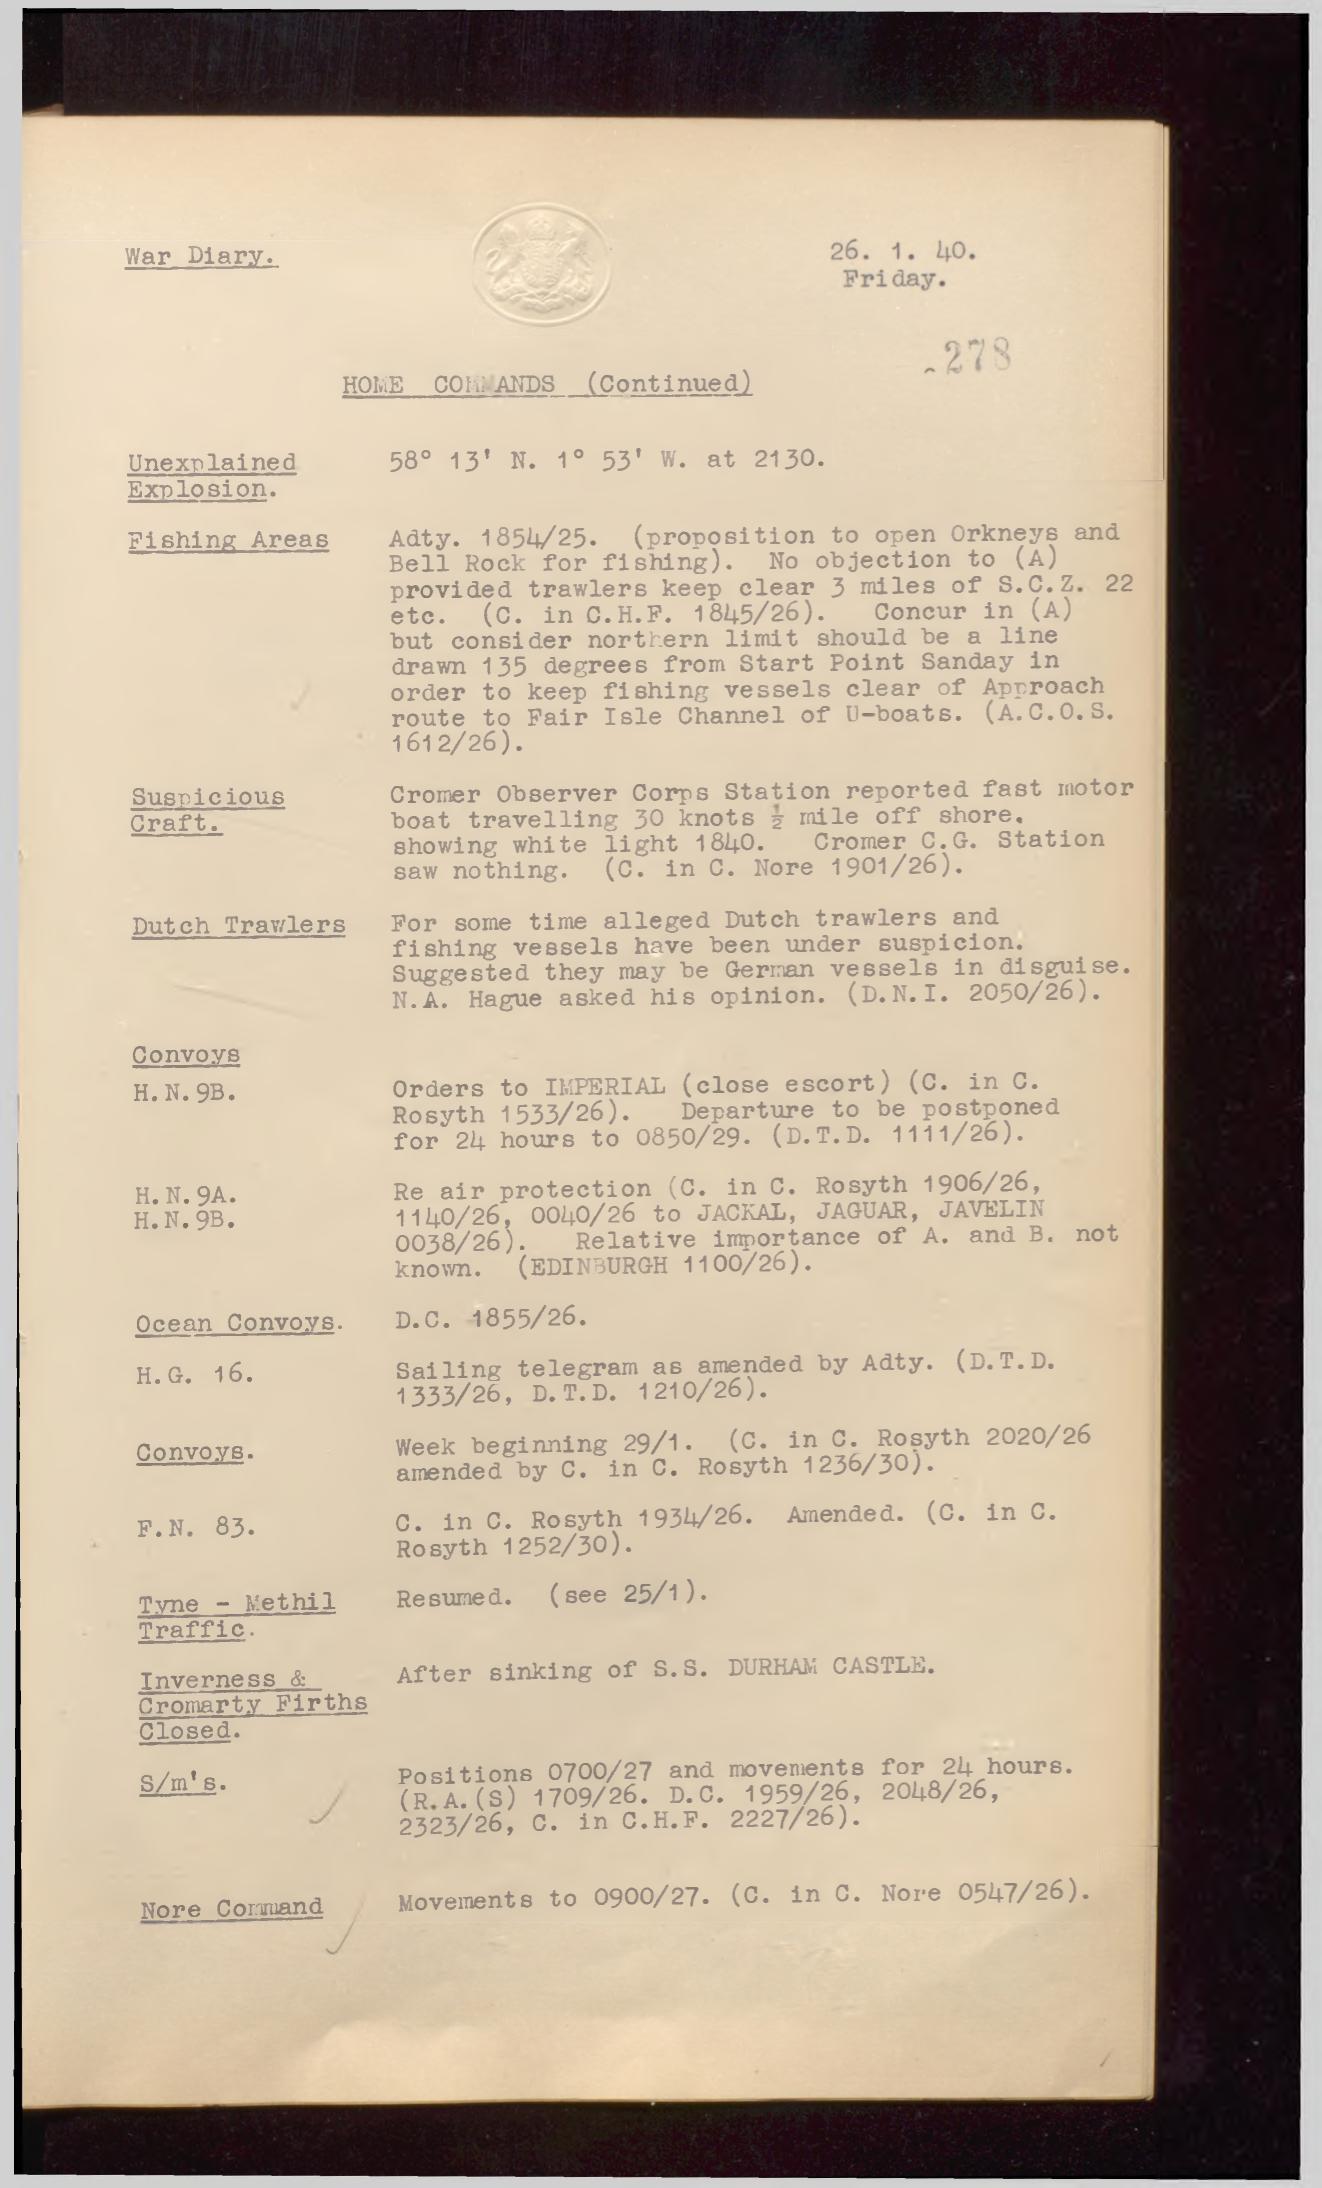 War Diary.
26. 1. 40.
Friday.
278
HOME COMMANDS (Continued)
Unexplained
Explosion.
58° 13' N. 1° 53' W. at 2130.
Fishing Areas
Adty. 1854/25. (proposition to open Orkneys and
Bell Rock for fishing). No objection to (A)
provided trawlers keep clear 3 miles of S.C.Z. 22
etc. (C. in C.H.F. 1845/26). Concur in (A)
but consider northern limit should be a line
drawn 135 degrees from Start Point Sanday in
order to keep fishing vessels clear of Approach
route to Fair Isle Channel of U-boats. (A.C.O.S.
1612/26).
Suspicious
Craft.
Cromer Observer Corps Station reported fast motor
boat travelling 30 knots ½ mile off shore.
showing white light 1840. Cromer C.G. Station
saw nothing. (C. in C. Nore 1901/26).
Dutch Trawlers
For some time alleged Dutch trawlers and
fishing vessels have been under suspicion.
Suggested they may be German vessels in disguise.
N.A. Hague asked his opinion. (D.N.I. 2050/26).
Convoys
H.N.9B.
Orders to IMPERIAL (close escort) (C. in C.
Rosyth 1533/26). Departure to be postponed
for 24 hours to 0850/29. (D.T.D. 1111/26).
H.N.9A.
H.N.9B.
Re air protection (C. in C. Rosyth 1906/26,
1140/26, 0040/26 to JACKAL, JAGUAR, JAVELIN
0038/26). Relative importance of A. and B. not
known. (EDINBURGH 1100/26).
Ocean Convoys.
D.C. 1855/26.
H.G. 16.
Sailing telegram as amended by Adty. (D.T.D.
1333/26, D.T.D. 1210/26).
Convoys.
Week beginning 29/1. (C. in C. Rosyth 2020/26
amended by C. in C. Rosyth 1236/30).
F.N. 83.
C. in C. Rosyth 1934/26. Amended. (C. in C.
Rosyth 1252/30).
Tyne - Methil
Traffic.
Resumed. (see 25/1).
Inverness &
Cromarty Firths
Closed.
After sinking of S.S. DURHAM CASTLE.
S/m's.
Positions 0700/27 and movements for 24 hours.
(R.A.(S) 1709/26. D.C. 1959/26, 2048/26,
2323/26, C. in C.H.F. 2227/26).
Nore Command
Movements to 0900/27. (C. in C. Nore 0547/26).